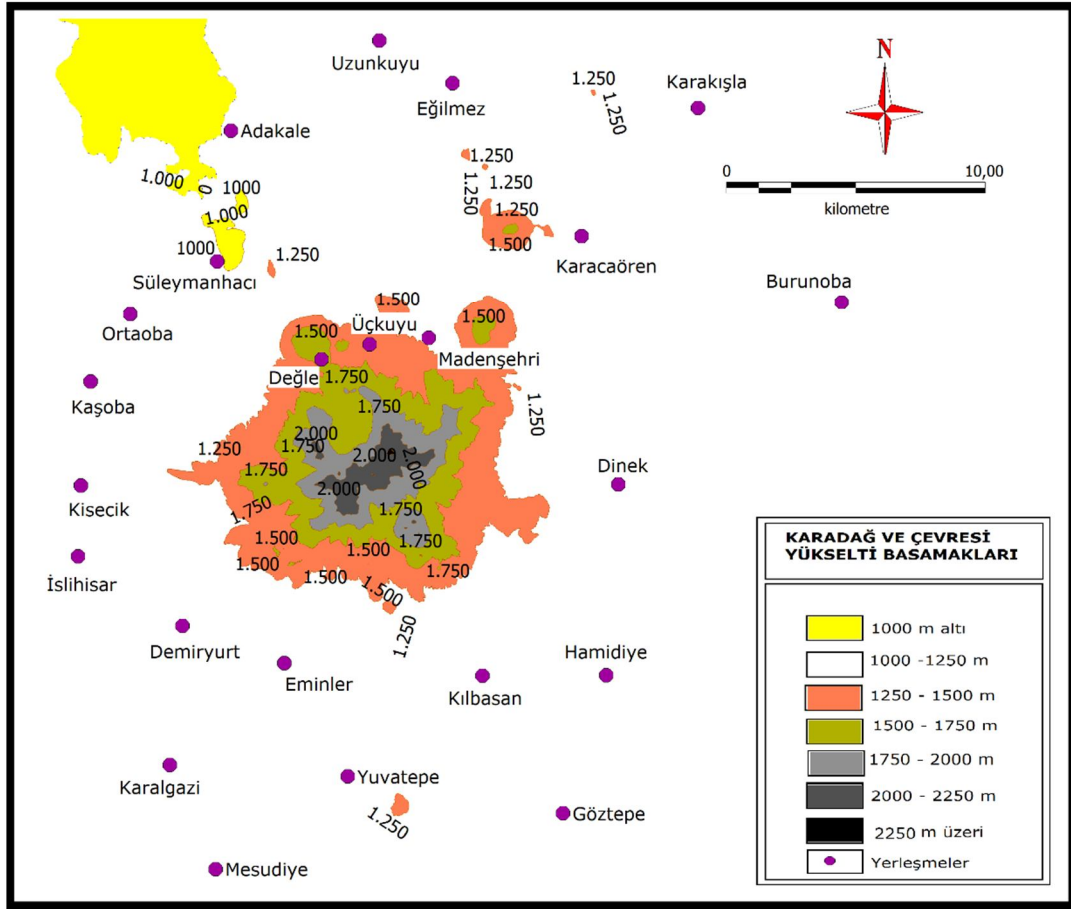 Uzunkuyu
Eğilmez
Karakışla
N
1.250
1.250
Adakale
0
10,00
kilometre
1.000
0
1000
1.000
1.250
1.250
1.250
1.250
1.500
Karacaören
1000
1.250
Süleymanhacı
Burunoba
Ortaoba
1.500
Üçkuyu
1.500
1.500
Madenşehri
Değle
1.750
Kaşoba
1.750
1.250
2.000
1.750
1.250
2.000
2.000
1.750
2.000
Dinek
Kisecik
1.750
1.750
1.500
1.750
1.500
1.500
1.500
1.500
1.750
1.250
İslihisar
Demiryurt
Eminler
Kılbasan
Hamidiye
Karalgazi
Yuvatepe
1.250
Göztepe
Mesudiye
KARADAĞ VE ÇEVRESİ
YÜKSELTİ BASAMAKLARI
1000 m altı
1000 -1250 m
1250 - 1500 m
1500 - 1750 m
1750 - 2000 m
2000 - 2250 m
2250 m üzeri
Yerleşmeler